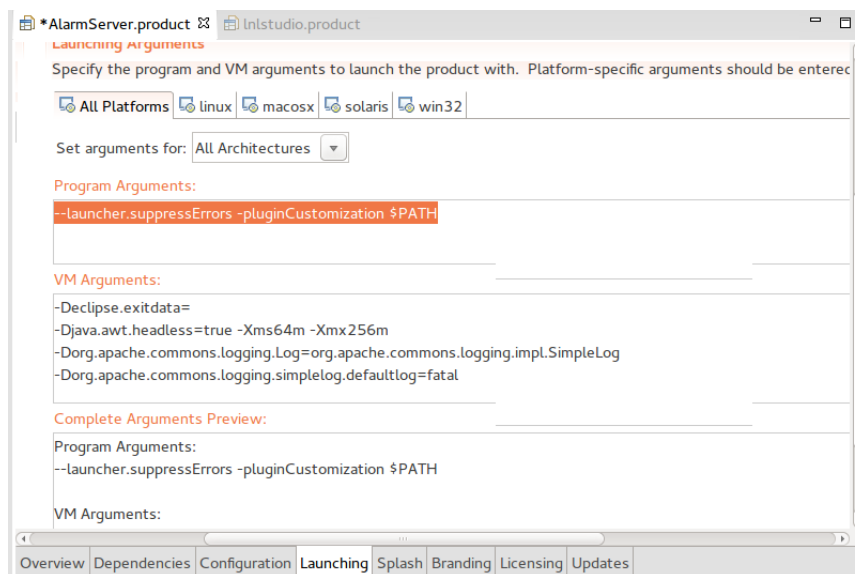 *AlarmServer.product lnlstudio.product
Launching Arguments
Specify the program and VM arguments to launch the product with. Platform-specific arguments should be entered
All Platforms linux macosx solaris win32
Set arguments for: All Architectures
Program Arguments:
--launcher.suppressErrors -pluginCustomization $PATH
VM Arguments:
-Declipse.exitdata=
-Djava.awt.headless=true -Xms64m -Xmx256m
-Dorg.apache.commons.logging.Log=org.apache.commons.logging.impl.SimpleLog
-Dorg.apache.commons.logging.simplelog.defaultlog=fatal
Complete Arguments Preview:
Program Arguments:
--launcher.suppressErrors -pluginCustomization $PATH
VM Arguments:
Overview Dependencies Configuration Launching Splash Branding Licensing Updates